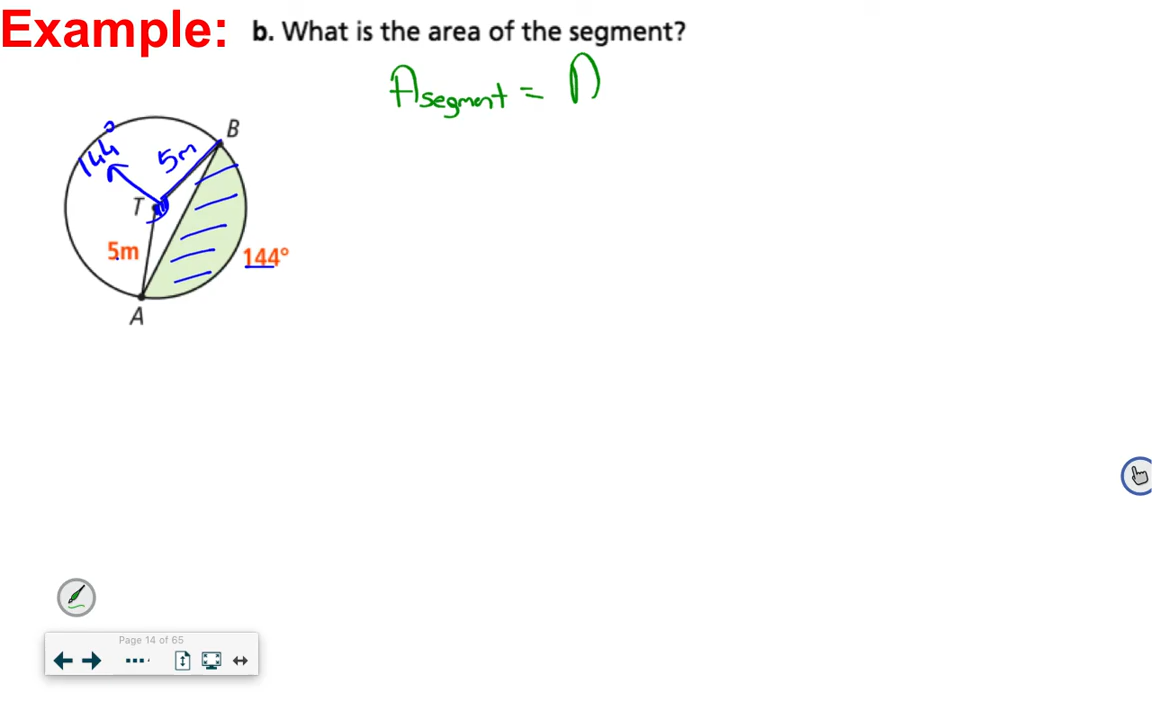 Example: b. What is the area of the segment?
Asegment = A
144°
5m
B
T
5m
144°
A
Page 14 of 65